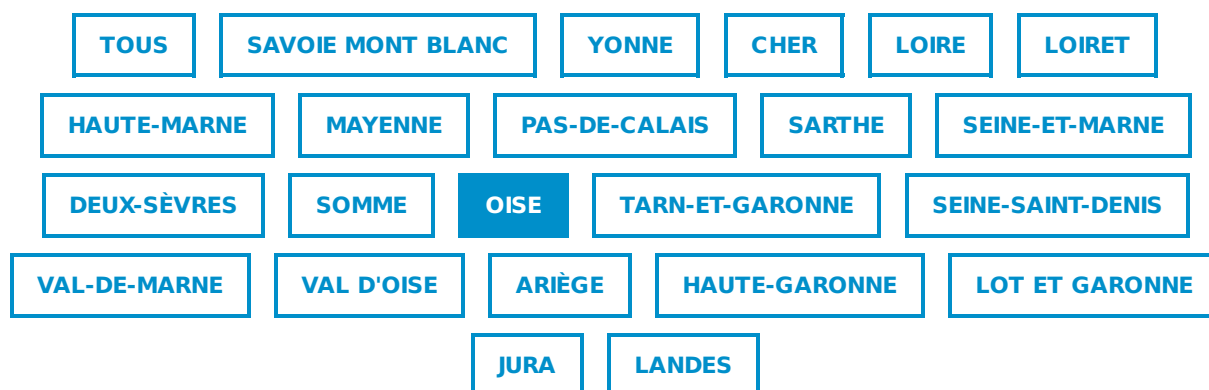 TOUS SAVOIE MONT BLANC YONNE CHER LOIRE LOIRET
HAUTE-MARNE MAYENNE PAS-DE-CALAIS SARTHE SEINE-ET-MARNE
DEUX-SÈVRES SOMME OISE TARN-ET-GARONNE SEINE-SAINT-DENIS
VAL-DE-MARNE VAL D'OISE ARIÈGE HAUTE-GARONNE LOT ET GARONNE
JURA LANDES